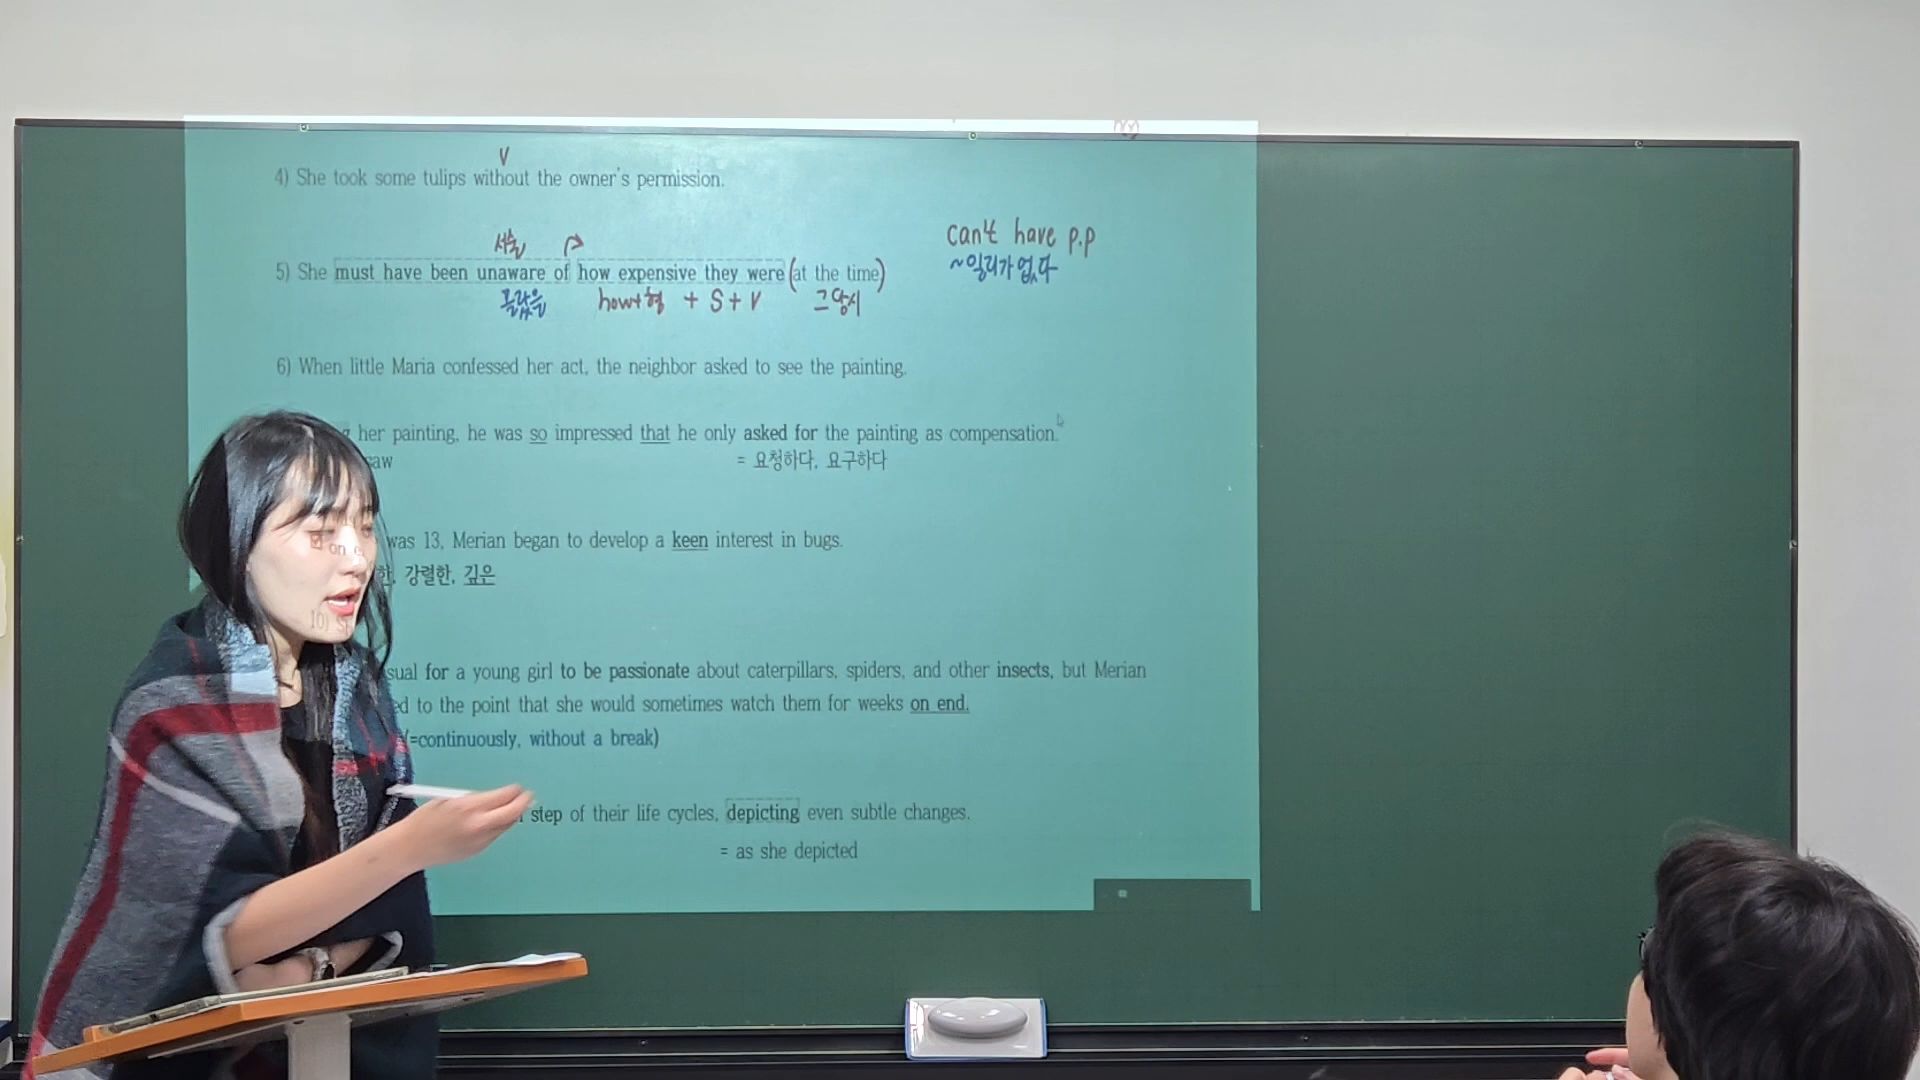 V
4) She took some tulips without the owner's permission.
can't have p.p
서술
5) She must have been unaware of how expensive they were (at the time)
~일리가 없다
몰랐을 how+형 + S + V 그 당시
6) When little Maria confessed her act, the neighbor asked to see the painting.
her painting, he was so impressed that he only asked for the painting as compensation.
saw = 요청하다, 요구하다
was 13, Merian began to develop a keen interest in bugs.
on e
한, 강렬한, 깊은
10) S
sual for a young girl to be passionate about caterpillars, spiders, and other insects, but Merian
ed to the point that she would sometimes watch them for weeks on end.
(=continuously, without a break)
step of their life cycles, depicting even subtle changes.
= as she depicted